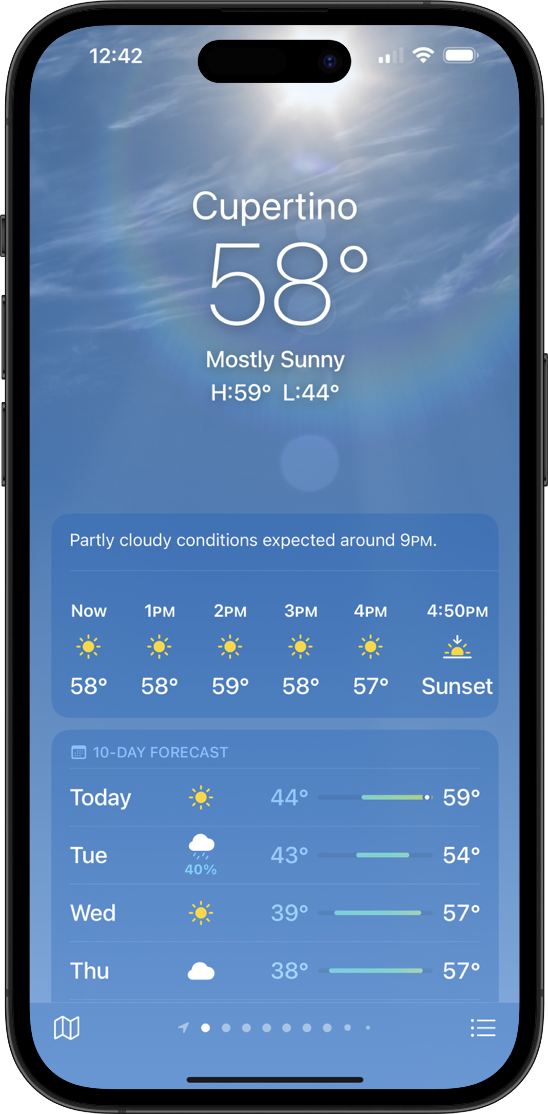 12:42
Cupertino
58°
Mostly Sunny
H:59° L:44°
Partly cloudy conditions expected around 9PM.
Now 1PM 2PM 3PM 4PM 4:50PM
58° 58° 59° 58° 57° Sunset
10-DAY FORECAST
Today 44° 59°
Tue 40% 43° 54°
Wed 39° 57°
Thu 38° 57°